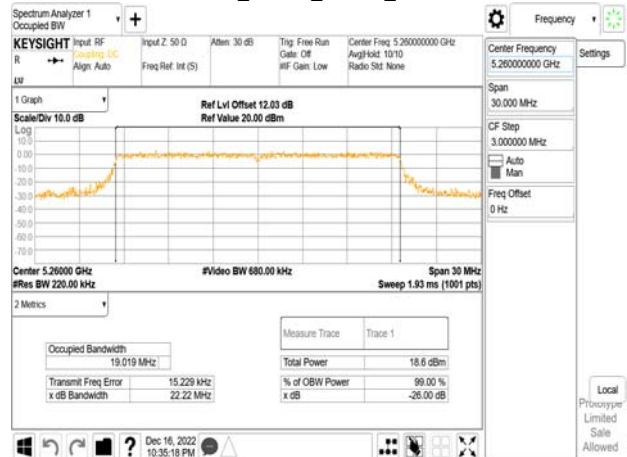 Spectrum Analyzer 1
Occupied BW
Frequency
KEYSIGHT Input: RF
Coupling: DC
Align: Auto
Input Z: 50 Ω
Freq Ref: Int (S)
Atten: 30 dB
Trig: Free Run
Gate: Off
#IF Gain: Low
Center Freq: 5.260000000 GHz
Avg|Hold: 10/10
Radio Std: None
R
LVI
Center Frequency
5.260000000 GHz
Settings
Span
30.000 MHz
CF Step
3.000000 MHz
Auto
Man
Freq Offset
0 Hz
1 Graph
Ref Lvl Offset 12.03 dB
Scale/Div 10.0 dB
Ref Value 20.00 dBm
Log
10.0
0.00
-10.0
-20.0
-30.0
-40.0
-50.0
-60.0
-70.0
Center 5.26000 GHz
#Video BW 680.00 kHz
Span 30 MHz
#Res BW 220.00 kHz
Sweep 1.93 ms (1001 pts)
2 Metrics
Measure Trace Trace 1
Occupied Bandwidth
19.019 MHz
Total Power 18.6 dBm
Transmit Freq Error 15.229 kHz
% of OBW Power 99.00 %
x dB Bandwidth 22.22 MHz
x dB -26.00 dB
Local
Prototype
Limited
Sale
Allowed
Dec 16, 2022
10:35:18 PM